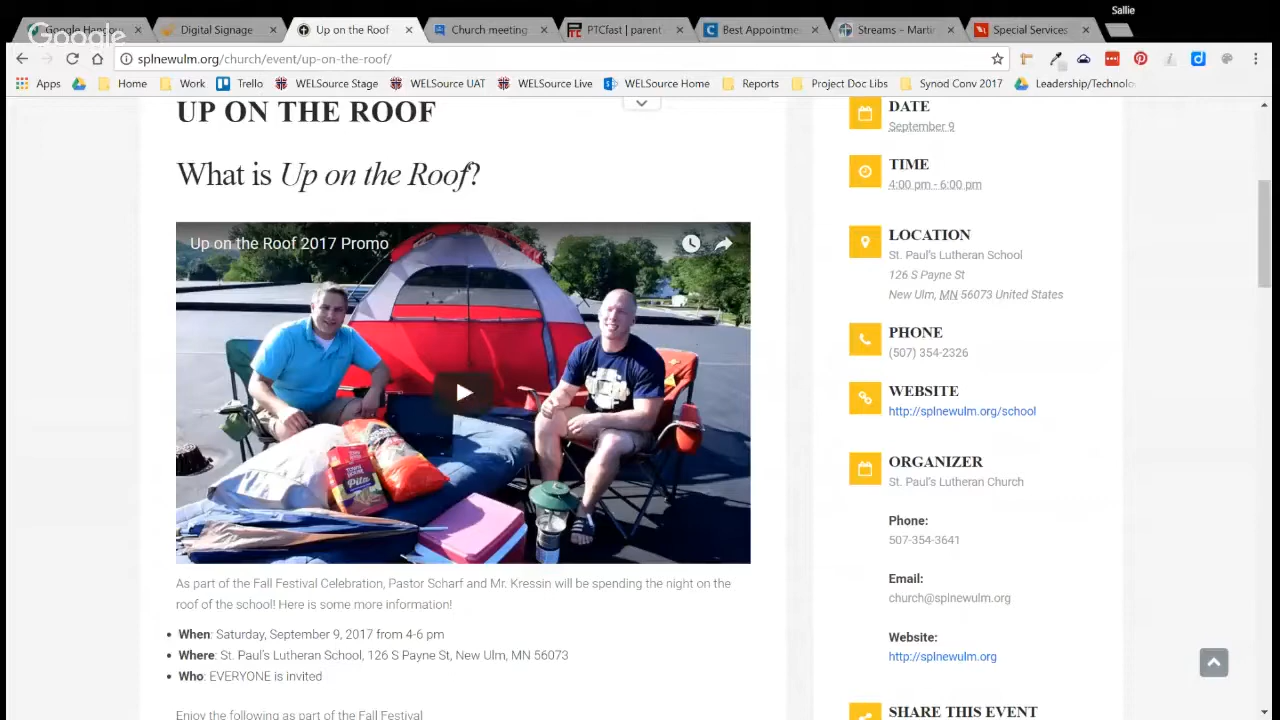 Sallie
Google Hangou
Digital Signage
Up on the Roof
Church meeting
PTCfast | parent
Best Appointme
Streams – Martin
Special Services
Google
splnewulm.org/church/event/up-on-the-roof/
Apps
Home
Work
Trello
WELSource Stage
WELSource UAT
WELSource Live
WELSource Home
Reports
Project Doc Libs
Synod Conv 2017
Leadership/Technolo
UP ON THE ROOF
What is Up on the Roof?
Up on the Roof 2017 Promo
As part of the Fall Festival Celebration, Pastor Scharf and Mr. Kressin will be spending the night on the
roof of the school! Here is some more information!
When: Saturday, September 9, 2017 from 4-6 pm
Where: St. Paul's Lutheran School, 126 S Payne St, New Ulm, MN 56073
Who: EVERYONE is invited
Enjoy the following as part of the Fall Festival
DATE
September 9
TIME
4:00 pm - 6:00 pm
LOCATION
St. Paul's Lutheran School
126 S Payne St
New Ulm, MN 56073 United States
PHONE
(507) 354-2326
WEBSITE
http://splnewulm.org/school
ORGANIZER
St. Paul's Lutheran Church
Phone:
507-354-3641
Email:
church@splnewulm.org
Website:
http://splnewulm.org
SHARE THIS EVENT